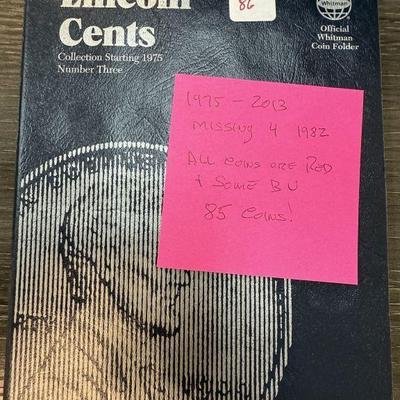 Lincoln
Cents
Collection Starting 1975
Number Three
86
Whitman
Official
Whitman
Coin Folder
1975 - 2013
MISSING 4 1982
ALL COINS ARE RED
+ SOME BU
85 COINS!